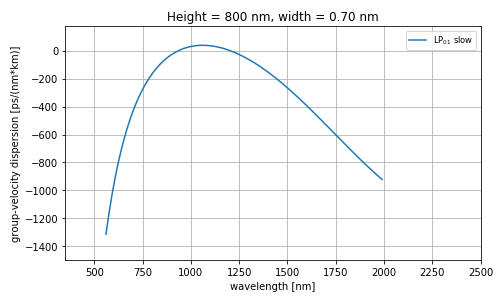 Height = 800 nm, width = 0.70 nm
LP₀₁ slow
group-velocity dispersion [ps/(nm*km)]
0
−200
−400
−600
−800
−1000
−1200
−1400
500 750 1000 1250 1500 1750 2000 2250 2500
wavelength [nm]